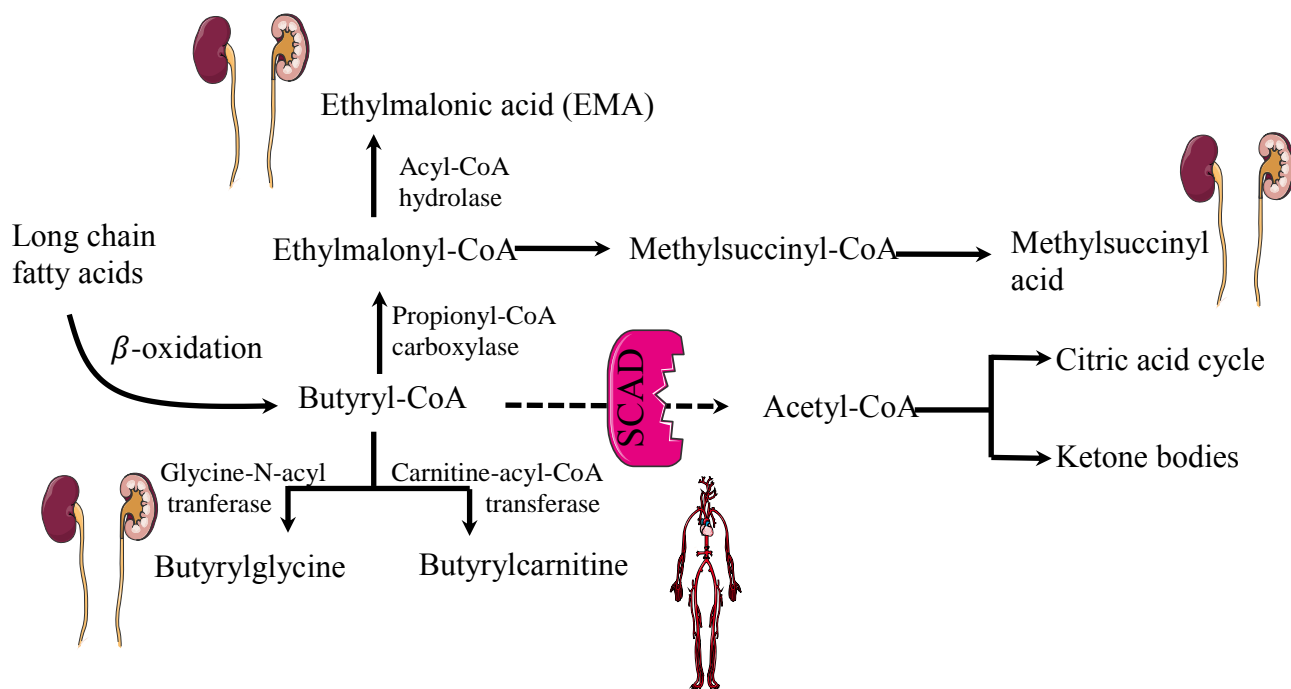 Ethylmalonic acid (EMA)
Acyl-CoA
hydrolase
Long chain
fatty acids
Ethylmalonyl-CoA
Methylsuccinyl-CoA
Methylsuccinyl
acid
Propionyl-CoA
carboxylase
β-oxidation
Butyryl-CoA
SCAD
Acetyl-CoA
Citric acid cycle
Ketone bodies
Glycine-N-acyl
tranferase
Carnitine-acyl-CoA
transferase
Butyrylglycine
Butyrylcarnitine